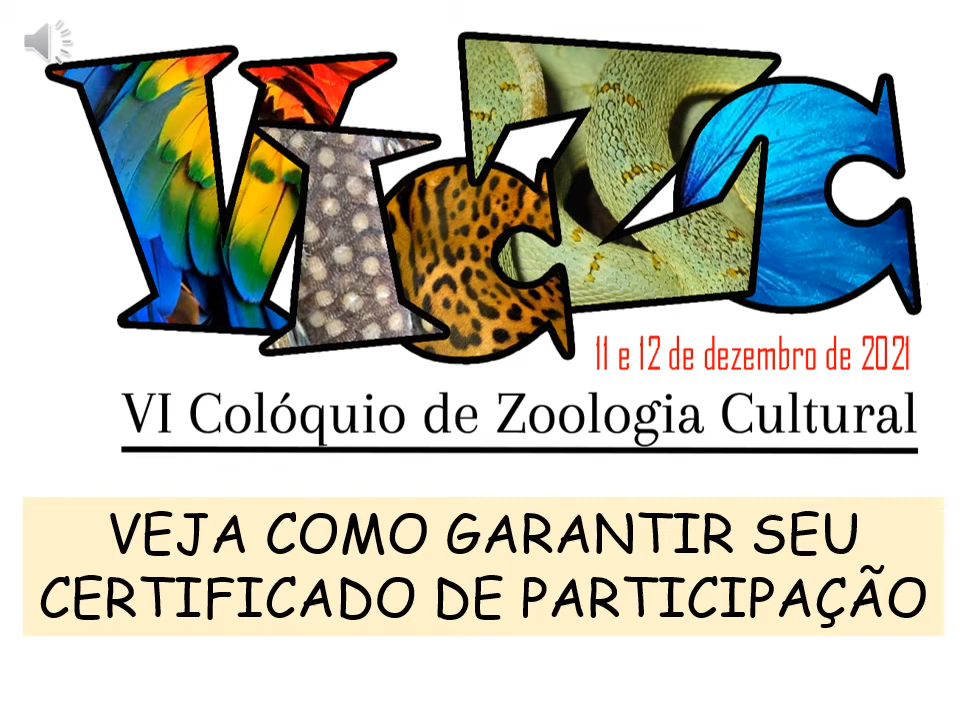 VICZC
11 e 12 de dezembro de 2021
VI Colóquio de Zoologia Cultural
VEJA COMO GARANTIR SEU
CERTIFICADO DE PARTICIPAÇÃO